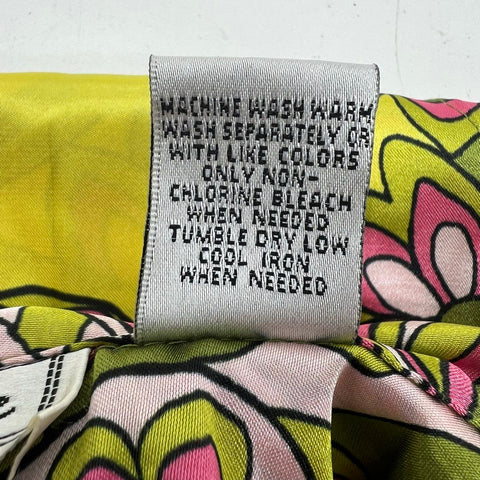 MACHINE WASH WARM
WASH SEPARATELY OR
WITH LIKE COLORS
ONLY NON-
CHLORINE BLEACH
WHEN NEEDED
TUMBLE DRY LOW
COOL IRON
WHEN NEEDED